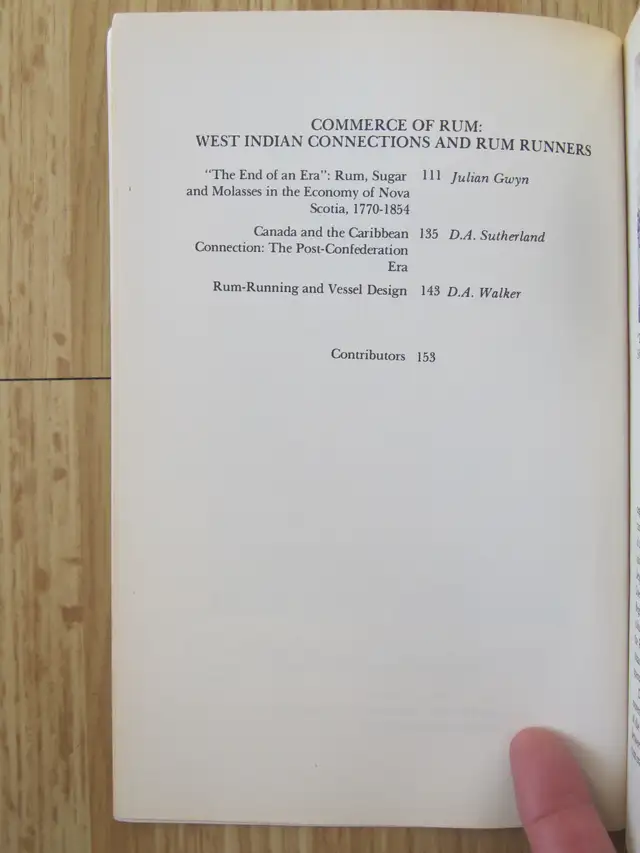 COMMERCE OF RUM:
WEST INDIAN CONNECTIONS AND RUM RUNNERS
"The End of an Era": Rum, Sugar 111 Julian Gwyn
and Molasses in the Economy of Nova
Scotia, 1770-1854
Canada and the Caribbean 135 D.A. Sutherland
Connection: The Post-Confederation
Era
Rum-Running and Vessel Design 143 D.A. Walker
Contributors 153